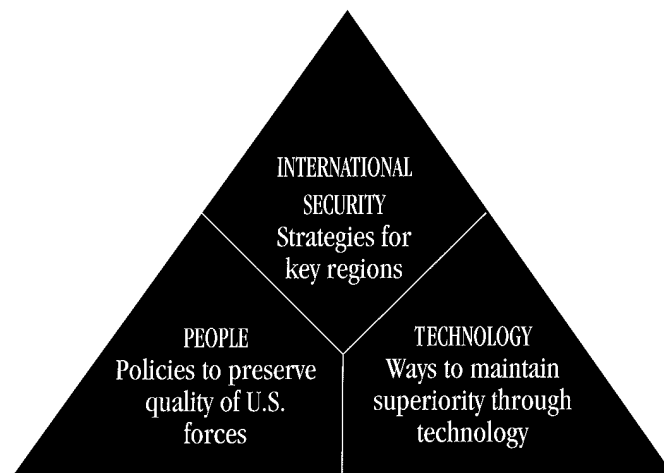 INTERNATIONAL
SECURITY
Strategies for
key regions
PEOPLE
Policies to preserve
quality of U.S.
forces
TECHNOLOGY
Ways to maintain
superiority through
technology